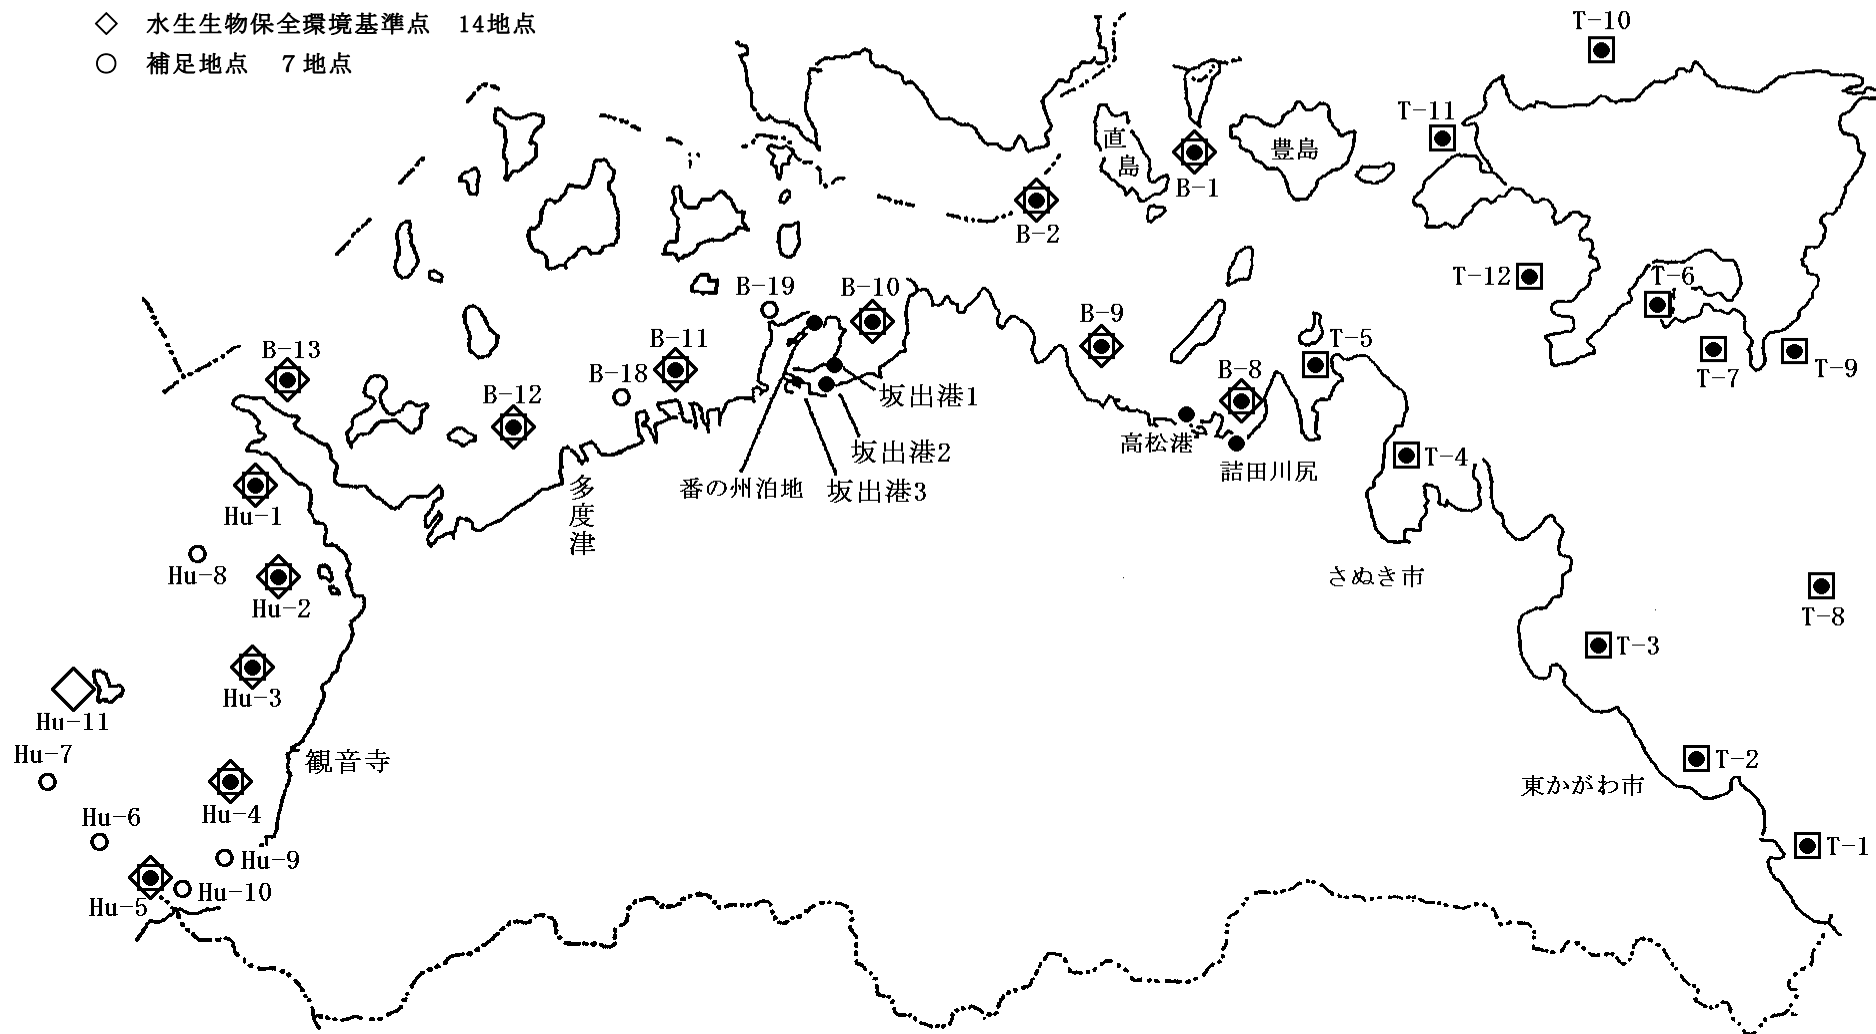 ◇ 水生生物保全環境基準点 14地点
○ 補足地点 7地点
T-10
T-11
直島
豊島
B-1
B-2
T-12
T-6
B-19
B-10
B-9
T-5
B-11
B-13
B-18
B-12
B-8
T-7
T-9
坂出港1
坂出港2
坂出港3
番の州泊地
高松港
詰田川尻
T-4
多度津
Hu-1
Hu-8
Hu-2
さぬき市
T-8
T-3
Hu-3
Hu-11
Hu-7
観音寺
T-2
東かがわ市
Hu-4
Hu-6
Hu-9
T-1
Hu-10
Hu-5